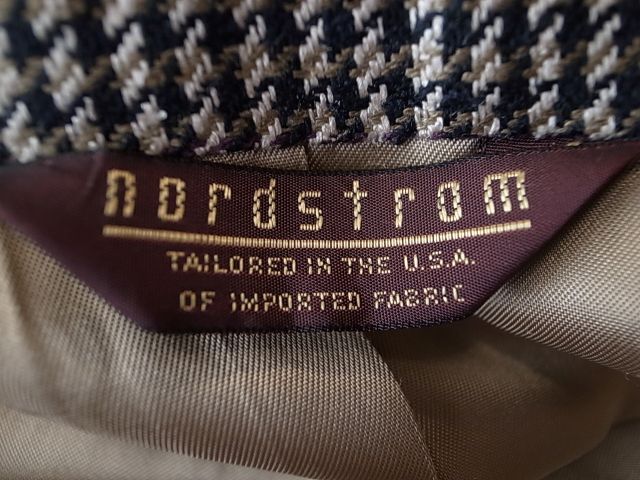 nordstrom
TAILORED IN THE U.S.A.
OF IMPORTED FABRIC